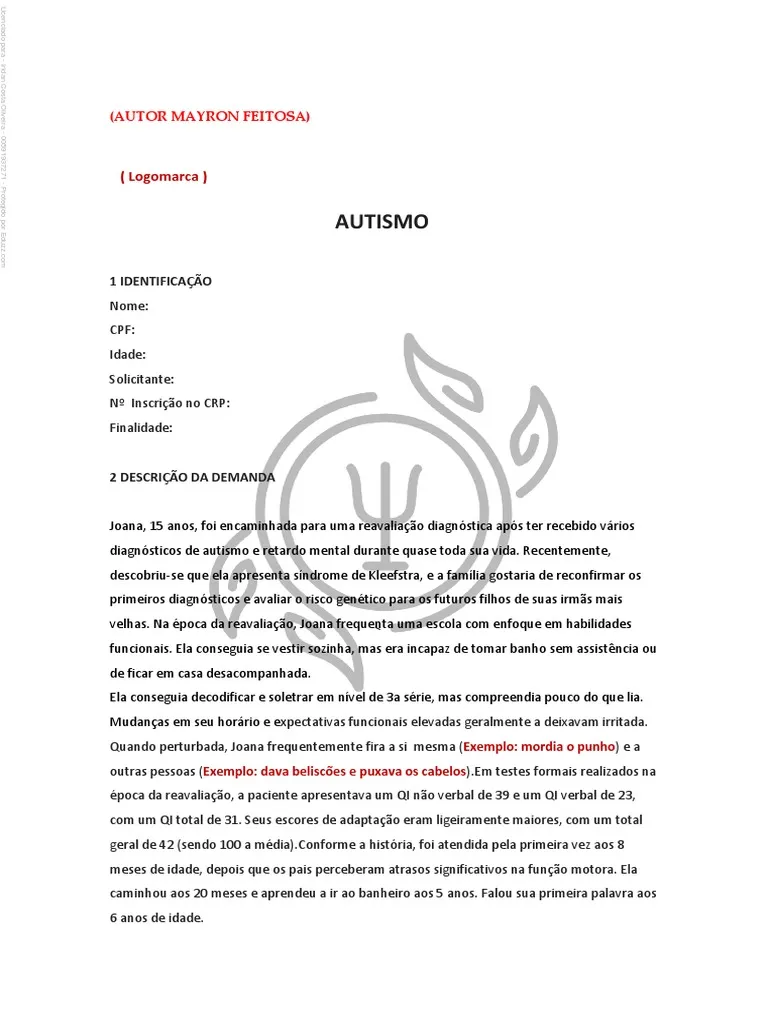 (AUTOR MAYRON FEITOSA)
( Logomarca )
AUTISMO
1 IDENTIFICAÇÃO
Nome:
CPF:
Idade:
Solicitante:
Nº Inscrição no CRP:
Finalidade:
2 DESCRIÇÃO DA DEMANDA
Joana, 15 anos, foi encaminhada para uma reavaliação diagnóstica após ter recebido vários
diagnósticos de autismo e retardo mental durante quase toda sua vida. Recentemente,
descobriu-se que ela apresenta síndrome de Kleefstra, e a família gostaria de reconfirmar os
primeiros diagnósticos e avaliar o risco genético para os futuros filhos de suas irmãs mais
velhas. Na época da reavaliação, Joana frequenta uma escola com enfoque em habilidades
funcionais. Ela conseguia se vestir sozinha, mas era incapaz de tomar banho sem assistência ou
de ficar em casa desacompanhada.
Ela conseguia decodificar e soletrar em nível de 3a série, mas compreendia pouco do que lia.
Mudanças em seu horário e expectativas funcionais elevadas geralmente a deixavam irritada.
Quando perturbada, Joana frequentemente fira a si mesma (Exemplo: mordia o punho) e a
outras pessoas (Exemplo: dava beliscões e puxava os cabelos).Em testes formais realizados na
época da reavaliação, a paciente apresentava um QI não verbal de 39 e um QI verbal de 23,
com um QI total de 31. Seus escores de adaptação eram ligeiramente maiores, com um total
geral de 42 (sendo 100 a média).Conforme a história, foi atendida pela primeira vez aos 8
meses de idade, depois que os pais perceberam atrasos significativos na função motora. Ela
caminhou aos 20 meses e aprendeu a ir ao banheiro aos 5 anos. Falou sua primeira palavra aos
6 anos de idade.